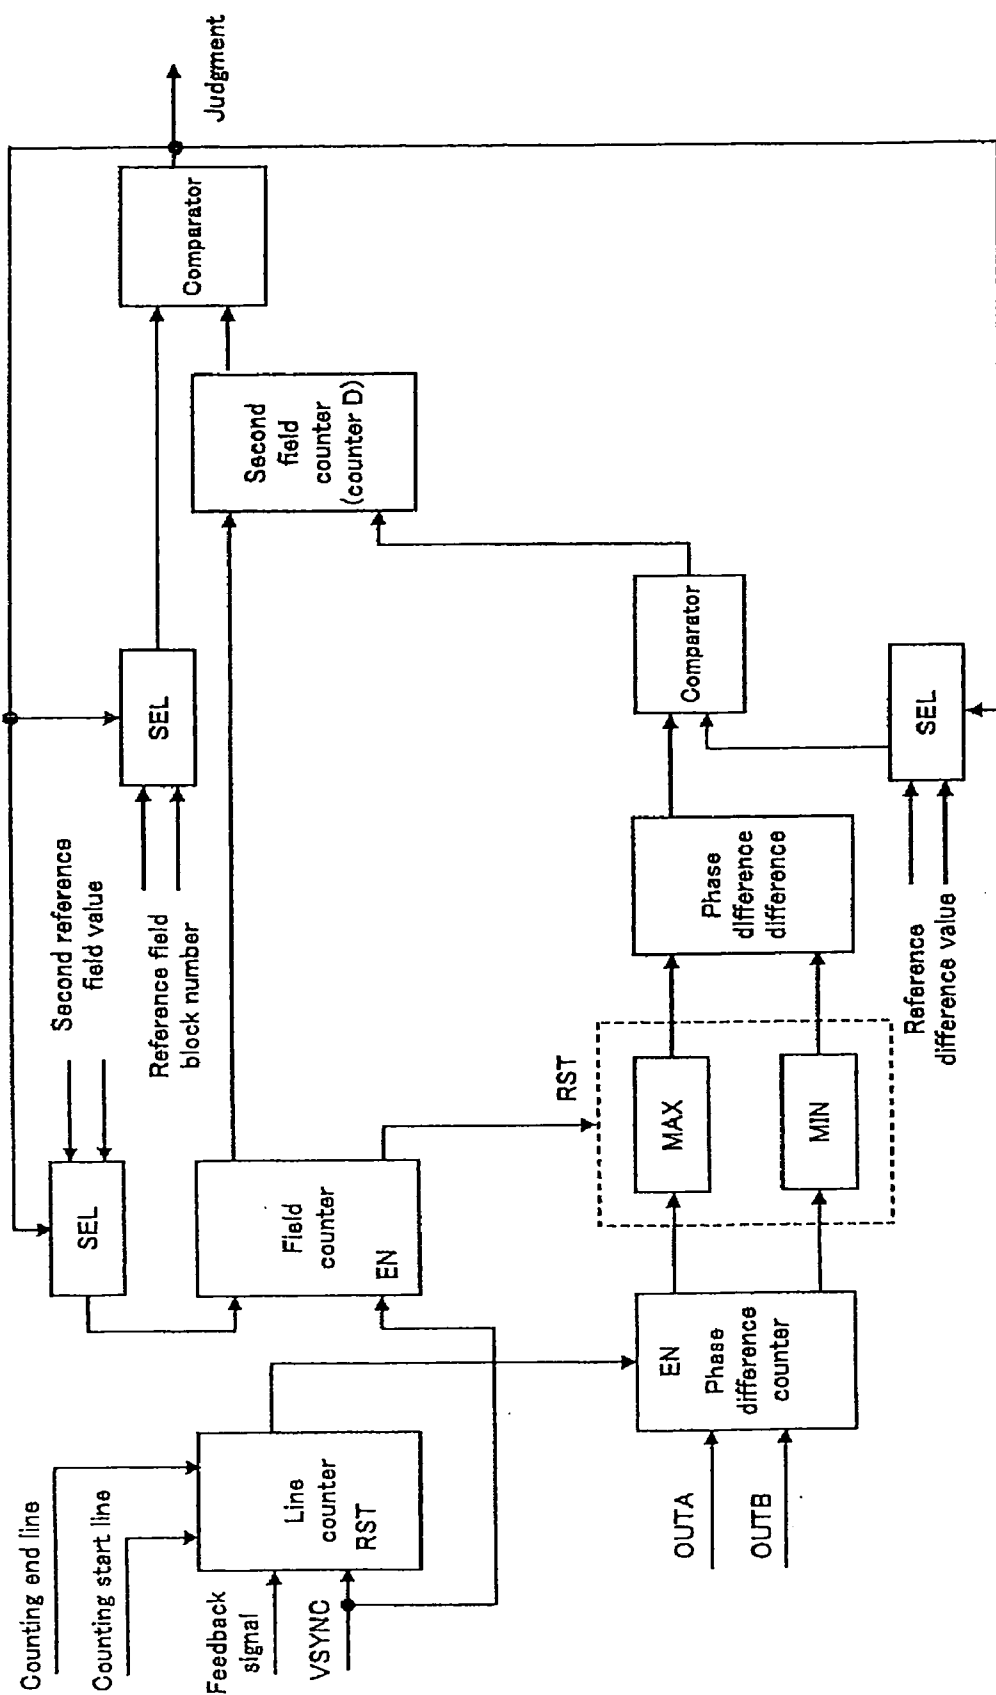 Counting end line
Counting start line
Feedback
signal
VSYNC
Line
counter
RST
SEL
Second reference
field value
Reference field
block number
SEL
Field
counter
EN
RST
OUTA
OUTB
EN
Phase
difference
counter
MAX
MIN
Phase
difference
difference
Reference
difference value
SEL
Comparator
Second
field
counter
(counter D)
Comparator
Judgment